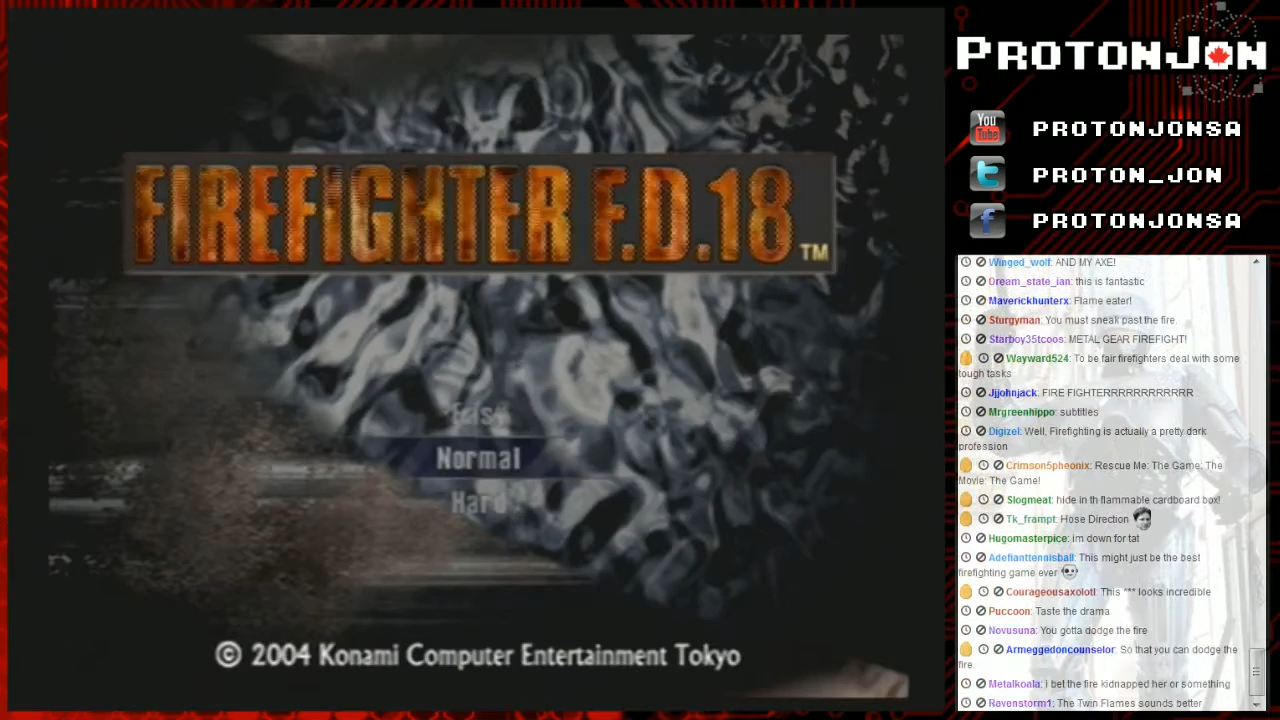 FIREFIGHTER F.D.18 ™
Easy
Normal
Hard
© 2004 Konami Computer Entertainment Tokyo
PROTONJON
You
Tube
PROTONJONSA
PROTON_JON
PROTONJONSA
Winged_wolf: AND MY AXE!
Dream_state_ian: this is fantastic
Maverickhunterx: Flame eater!
Sturgyman: You must sneak past the fire.
Starboy35tcoos: METAL GEAR FIREFIGHT!
Wayward524: To be fair firefighters deal with some
tough tasks
Jjjohnjack: FIRE FIGHTERRRRRRRRRRRR
Mrgreenhippo: subtitles
Digizel: Well, Firefighting is actually a pretty dark
profession
Crimson5pheonix: Rescue Me: The Game: The
Movie: The Game!
Slogmeat: hide in th flammable cardboard box!
Tk_frampt: Hose Direction
Hugomasterpice: im down for tat
Adefianttennisball: This might just be the best
firefighting game ever
Courageousaxolotl: This *** looks incredible
Puccoon: Taste the drama
Novusuna: You gotta dodge the fire
Armeggedoncounselor: So that you can dodge the
fire.
Metalkoala: i bet the fire kidnapped her or something
Ravenstorm1: The Twin Flames sounds better